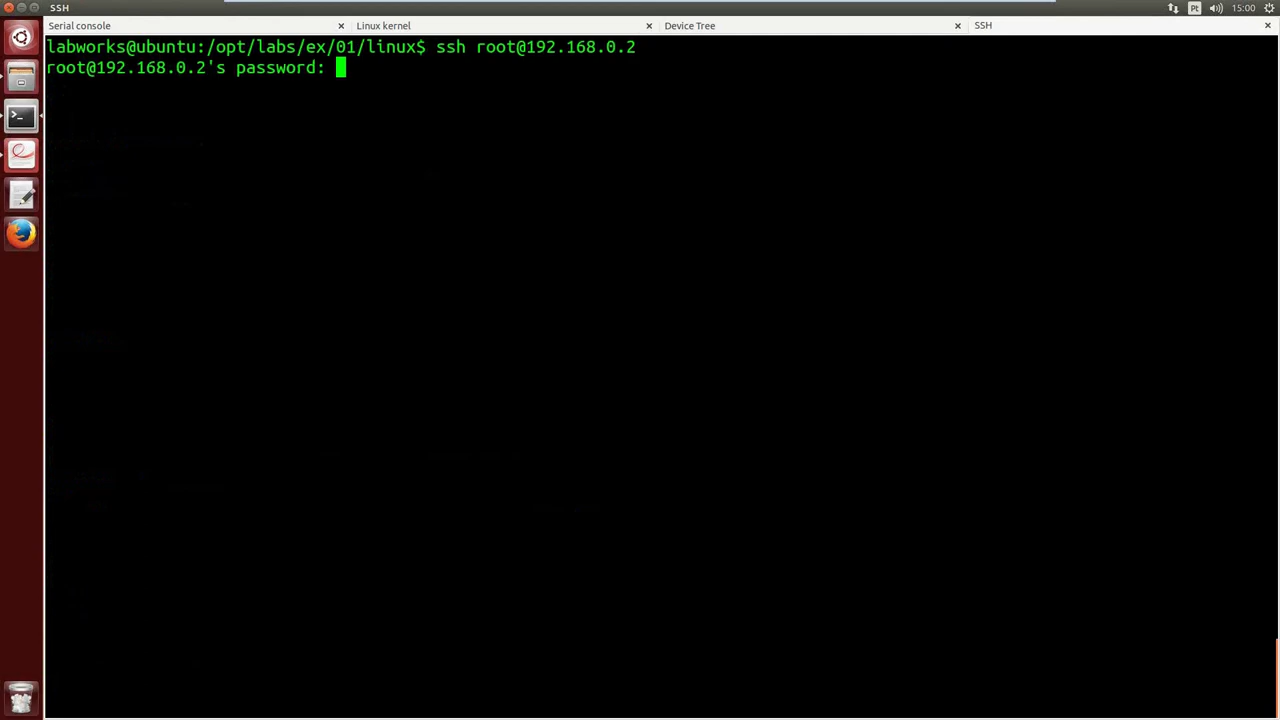 SSH
Pt
15:00
Serial console
Linux kernel
Device Tree
SSH
labworks@ubuntu:/opt/labs/ex/01/linux$ ssh root@192.168.0.2
root@192.168.0.2's password: